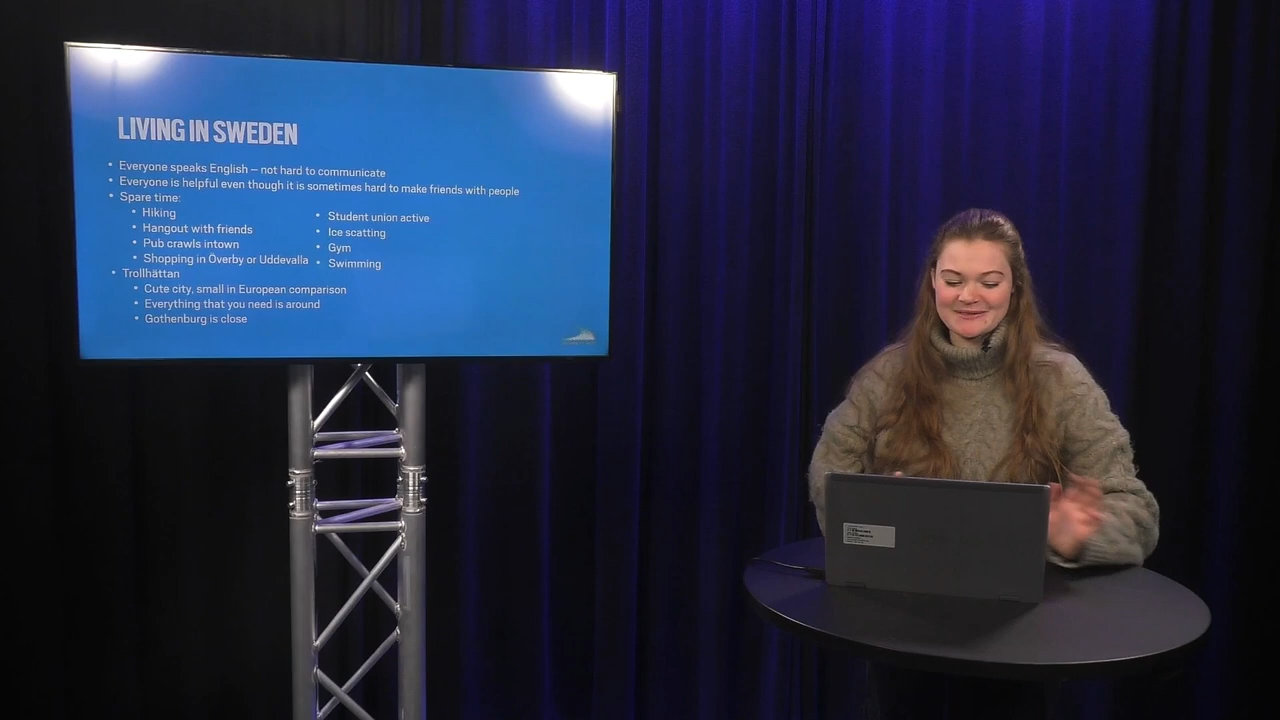 LIVING IN SWEDEN
• Everyone speaks English – not hard to communicate
• Everyone is helpful even though it is sometimes hard to make friends with people
• Spare time:
• Hiking
• Hangout with friends
• Pub crawls intown
• Shopping in Överby or Uddevalla
• Student union active
• Ice scatting
• Gym
• Swimming
• Trollhättan
• Cute city, small in European comparison
• Everything that you need is around
• Gothenburg is close